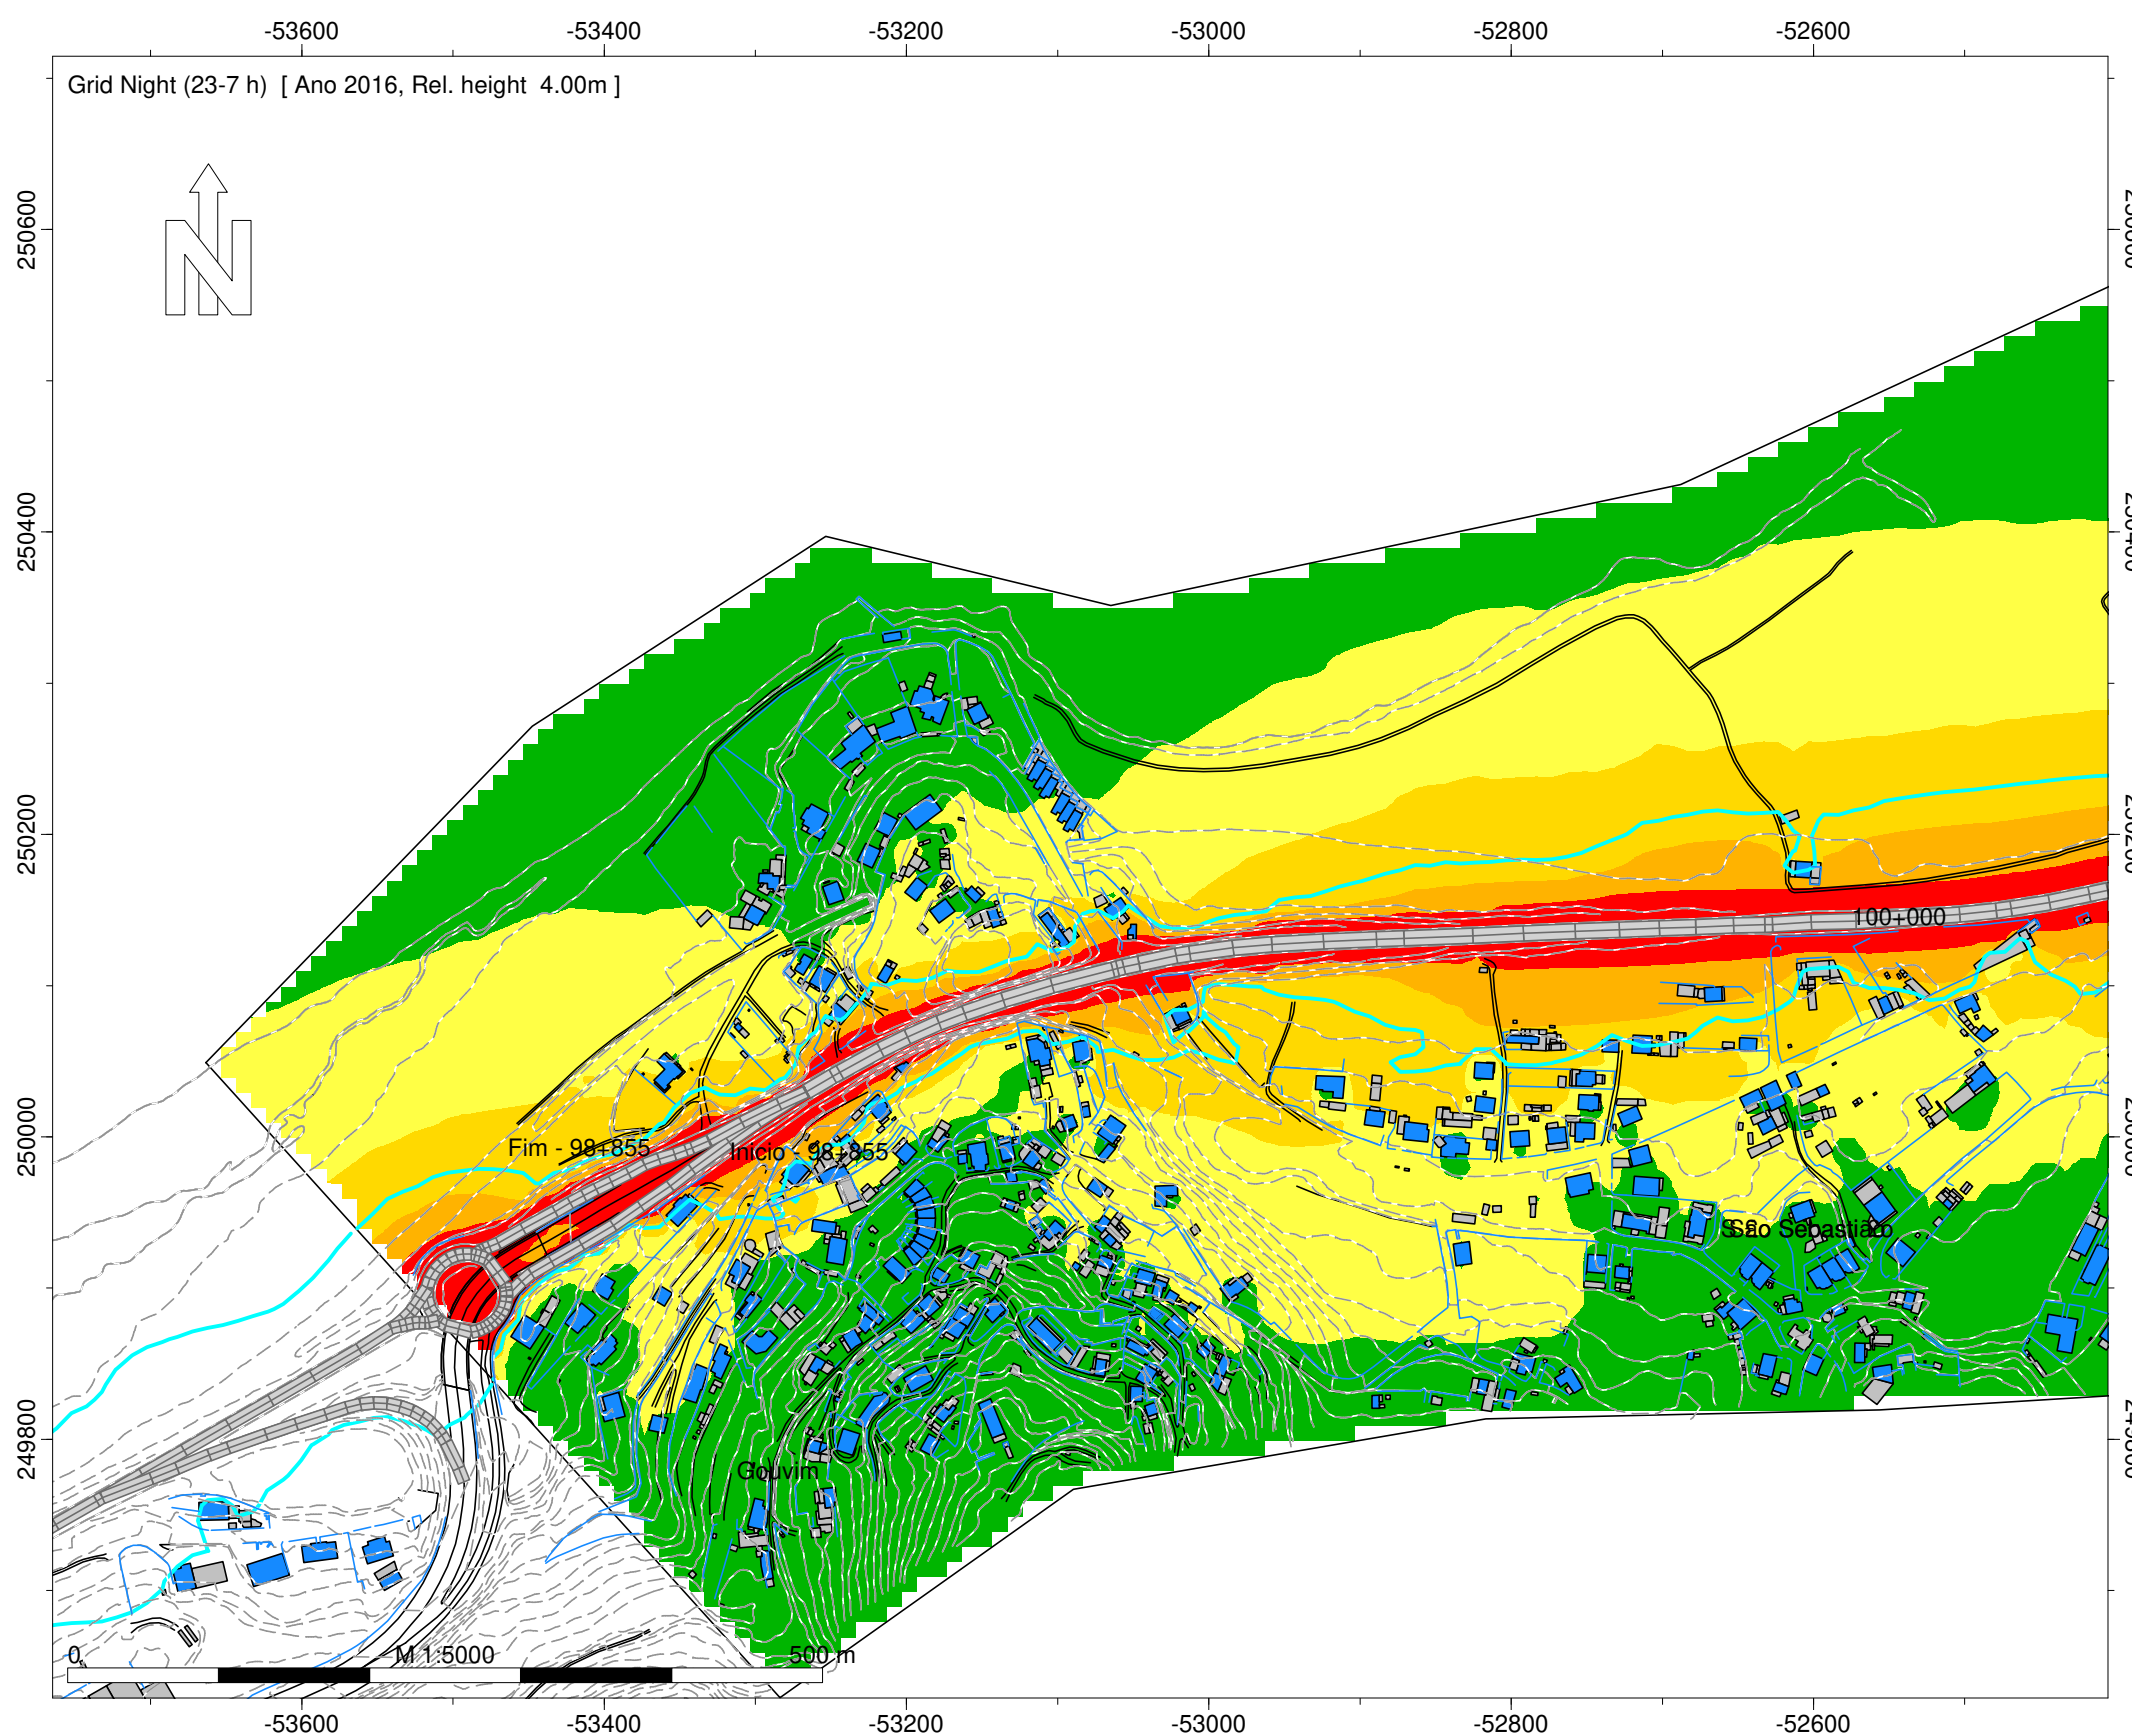 -53600 -53400 -53200 -53000 -52800 -52600
Grid Night (23-7 h) [ Ano 2016, Rel. height 4.00m ]
N
250600
250400
250200
100+000
250000
Fim - 98+855
Início - 98+855
São Sebastião
249800
Gouvim
0 M 1:5000 500 m
-53600 -53400 -53200 -53000 -52800 -52600